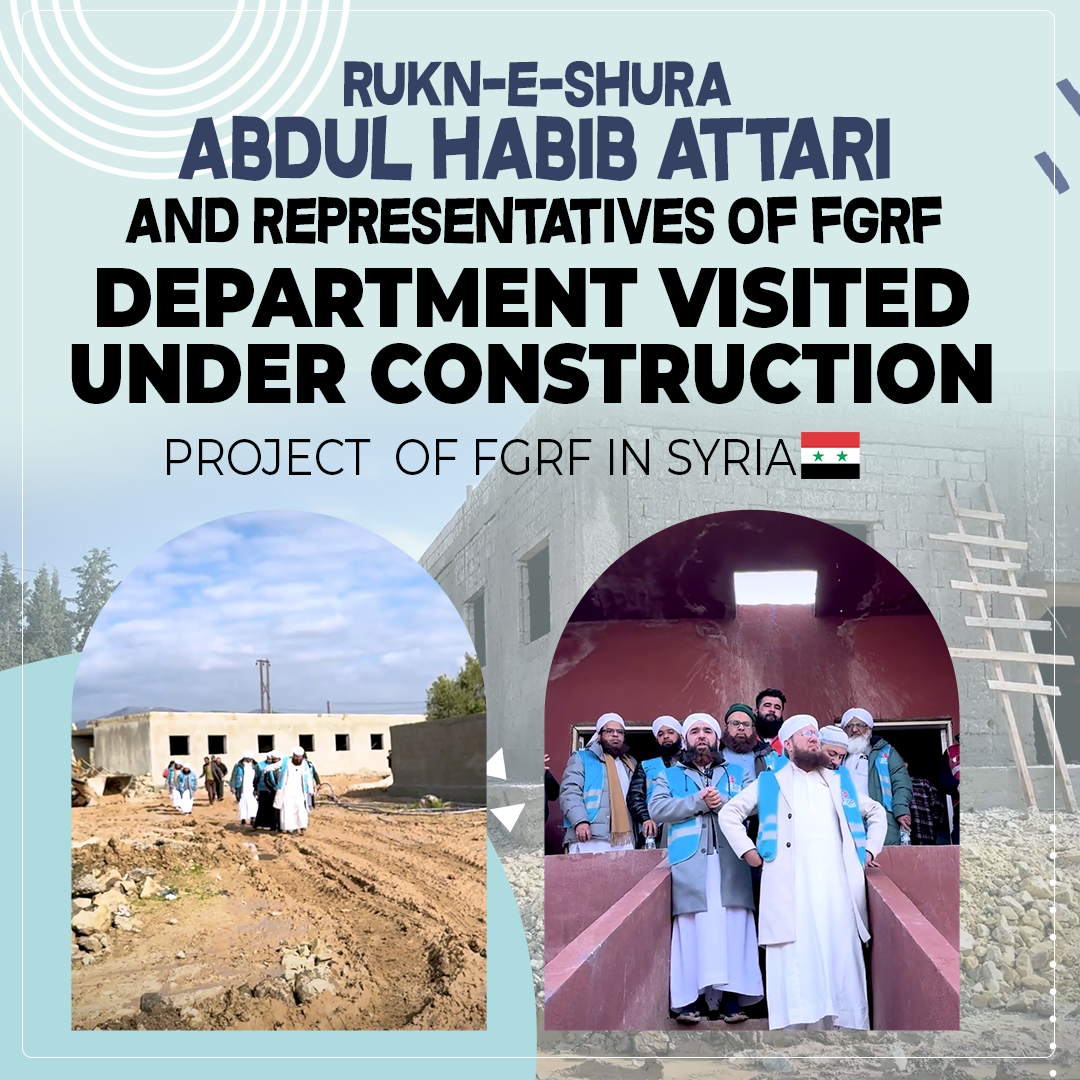 RUKN-E-SHURA
ABDUL HABIB ATTARI
AND REPRESENTATIVES OF FGRF
DEPARTMENT VISITED
UNDER CONSTRUCTION
PROJECT OF FGRF IN SYRIA